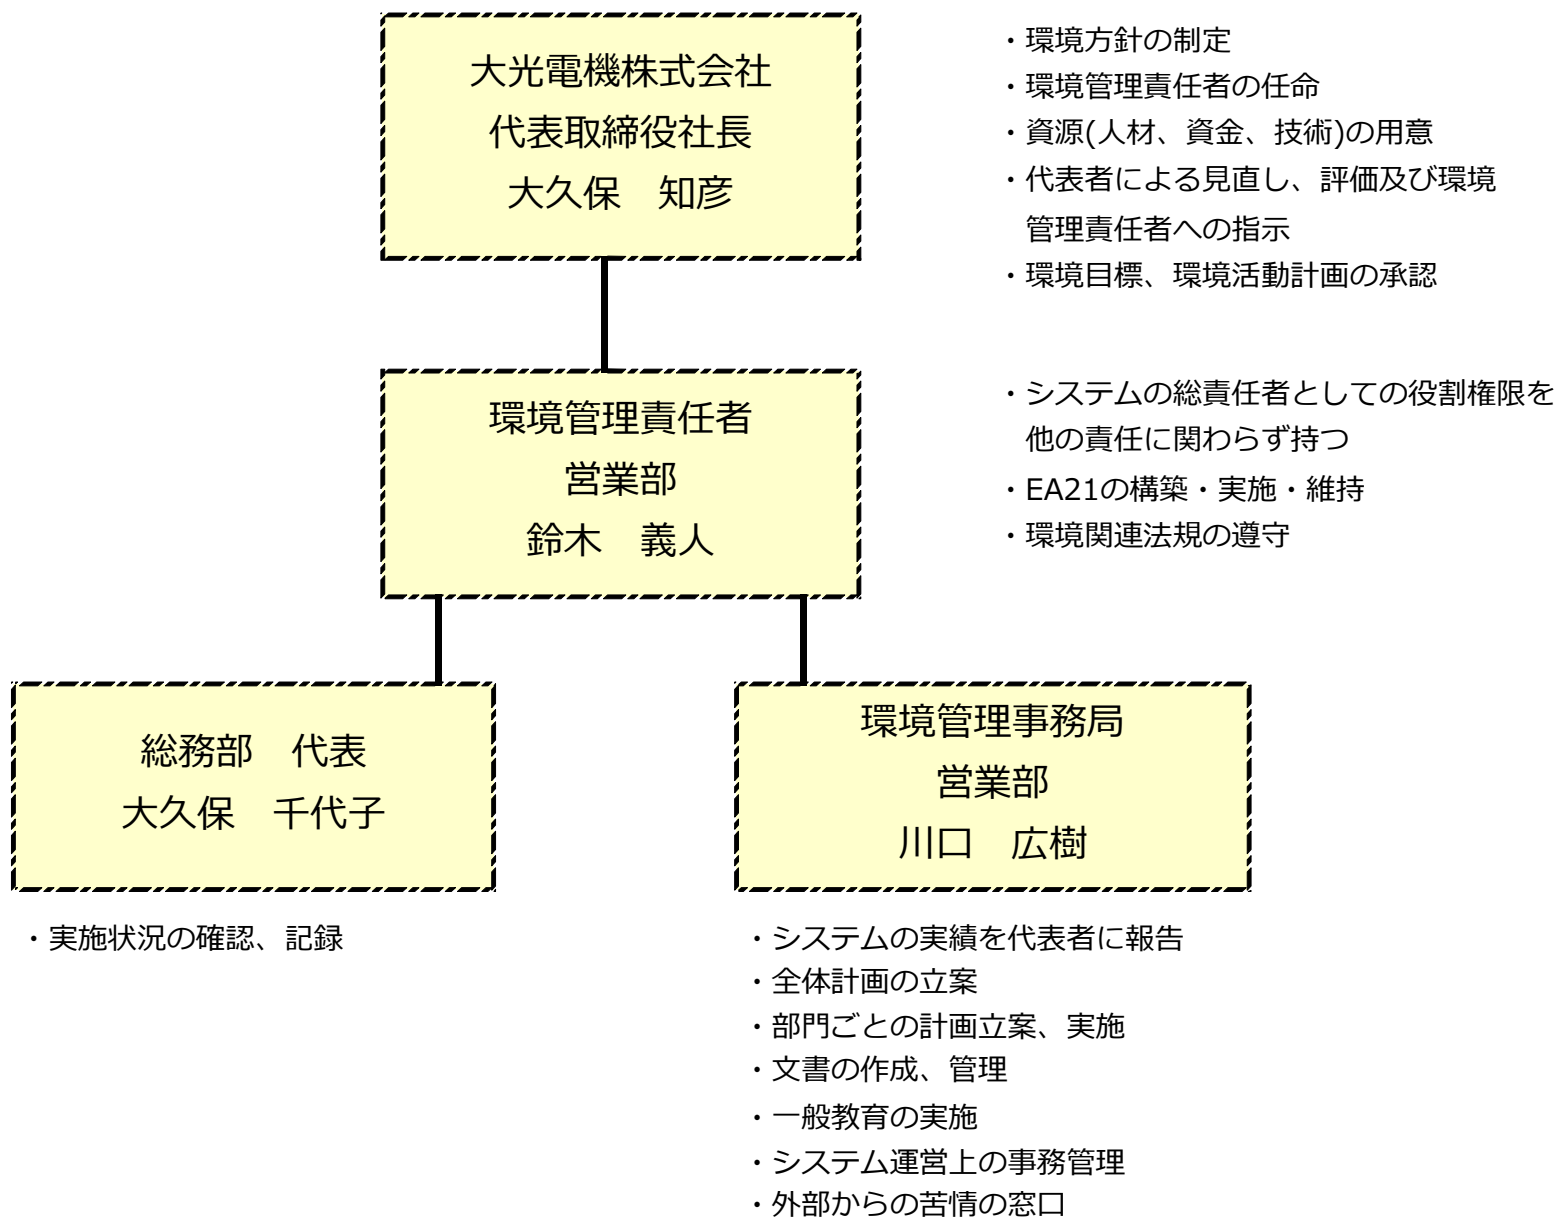 大光電機株式会社
代表取締役社長
大久保　知彦
・環境方針の制定
・環境管理責任者の任命
・資源(人材、資金、技術)の用意
・代表者による見直し、評価及び環境
管理責任者への指示
・環境目標、環境活動計画の承認
環境管理責任者
営業部
鈴木　義人
・システムの総責任者としての役割権限を
他の責任に関わらず持つ
・EA21の構築・実施・維持
・環境関連法規の遵守
総務部　代表
大久保　千代子
・実施状況の確認、記録
環境管理事務局
営業部
川口　広樹
・システムの実績を代表者に報告
・全体計画の立案
・部門ごとの計画立案、実施
・文書の作成、管理
・一般教育の実施
・システム運営上の事務管理
・外部からの苦情の窓口